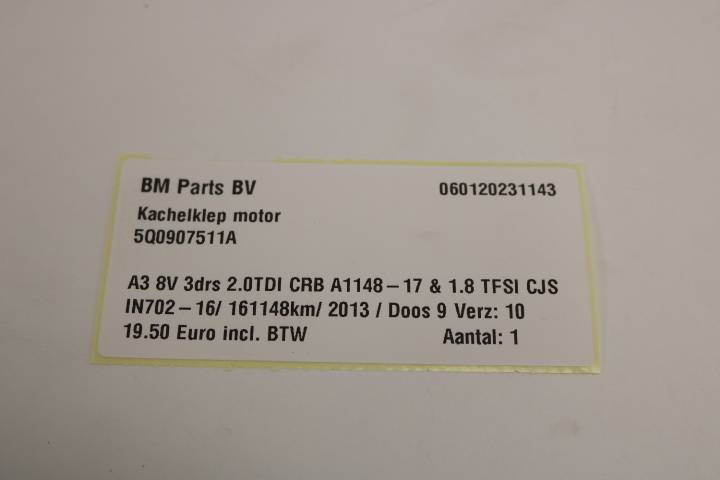 BM Parts BV 060120231143
Kachelklep motor
5Q0907511A
A3 8V 3drs 2.0TDI CRB A1148-17 & 1.8 TFSI CJS
IN702-16/ 161148km/ 2013 / Doos 9 Verz: 10
19.50 Euro incl. BTW Aantal: 1